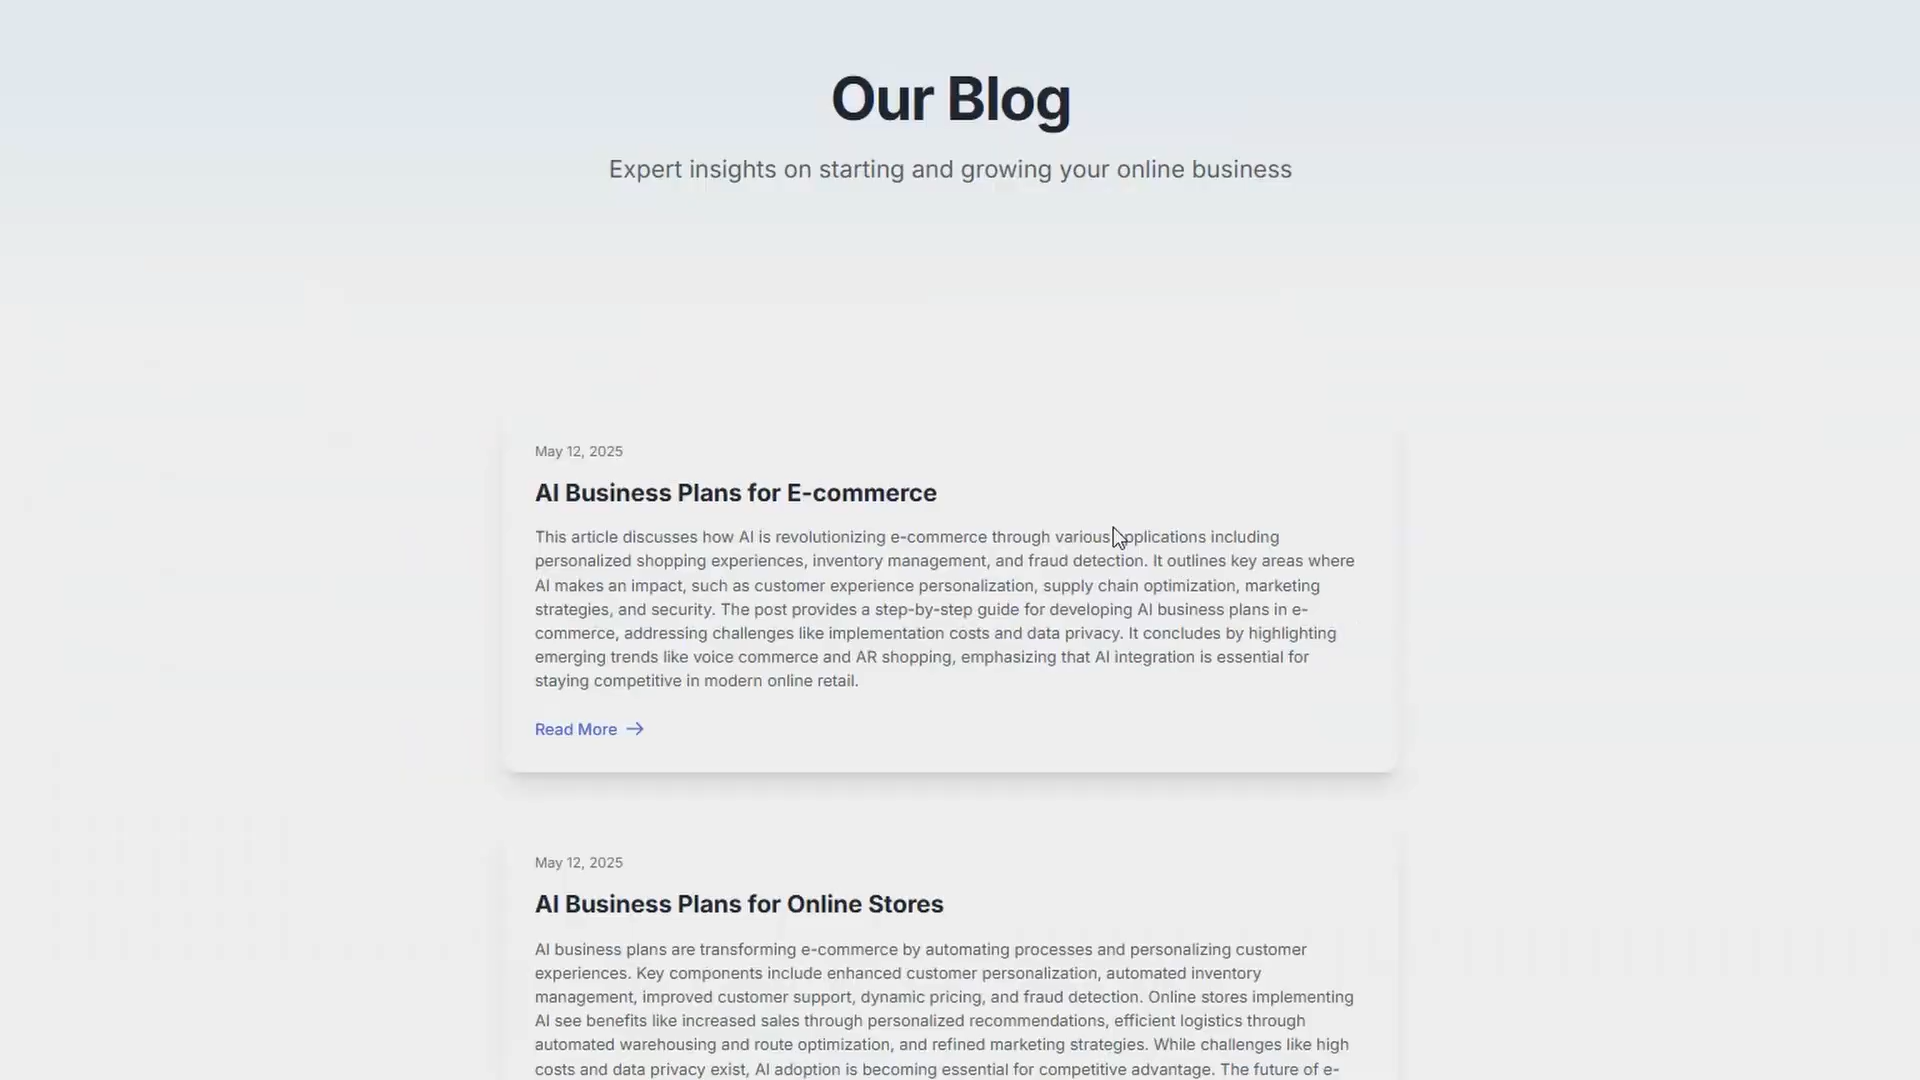 Our Blog
Expert insights on starting and growing your online business
May 12, 2025
AI Business Plans for E-commerce
This article discusses how AI is revolutionizing e-commerce through various applications including
personalized shopping experiences, inventory management, and fraud detection. It outlines key areas where
AI makes an impact, such as customer experience personalization, supply chain optimization, marketing
strategies, and security. The post provides a step-by-step guide for developing AI business plans in e-
commerce, addressing challenges like implementation costs and data privacy. It concludes by highlighting
emerging trends like voice commerce and AR shopping, emphasizing that AI integration is essential for
staying competitive in modern online retail.
Read More
May 12, 2025
AI Business Plans for Online Stores
AI business plans are transforming e-commerce by automating processes and personalizing customer
experiences. Key components include enhanced customer personalization, automated inventory
management, improved customer support, dynamic pricing, and fraud detection. Online stores implementing
AI see benefits like increased sales through personalized recommendations, efficient logistics through
automated warehousing and route optimization, and refined marketing strategies. While challenges like high
costs and data privacy exist, AI adoption is becoming essential for competitive advantage. The future of e-